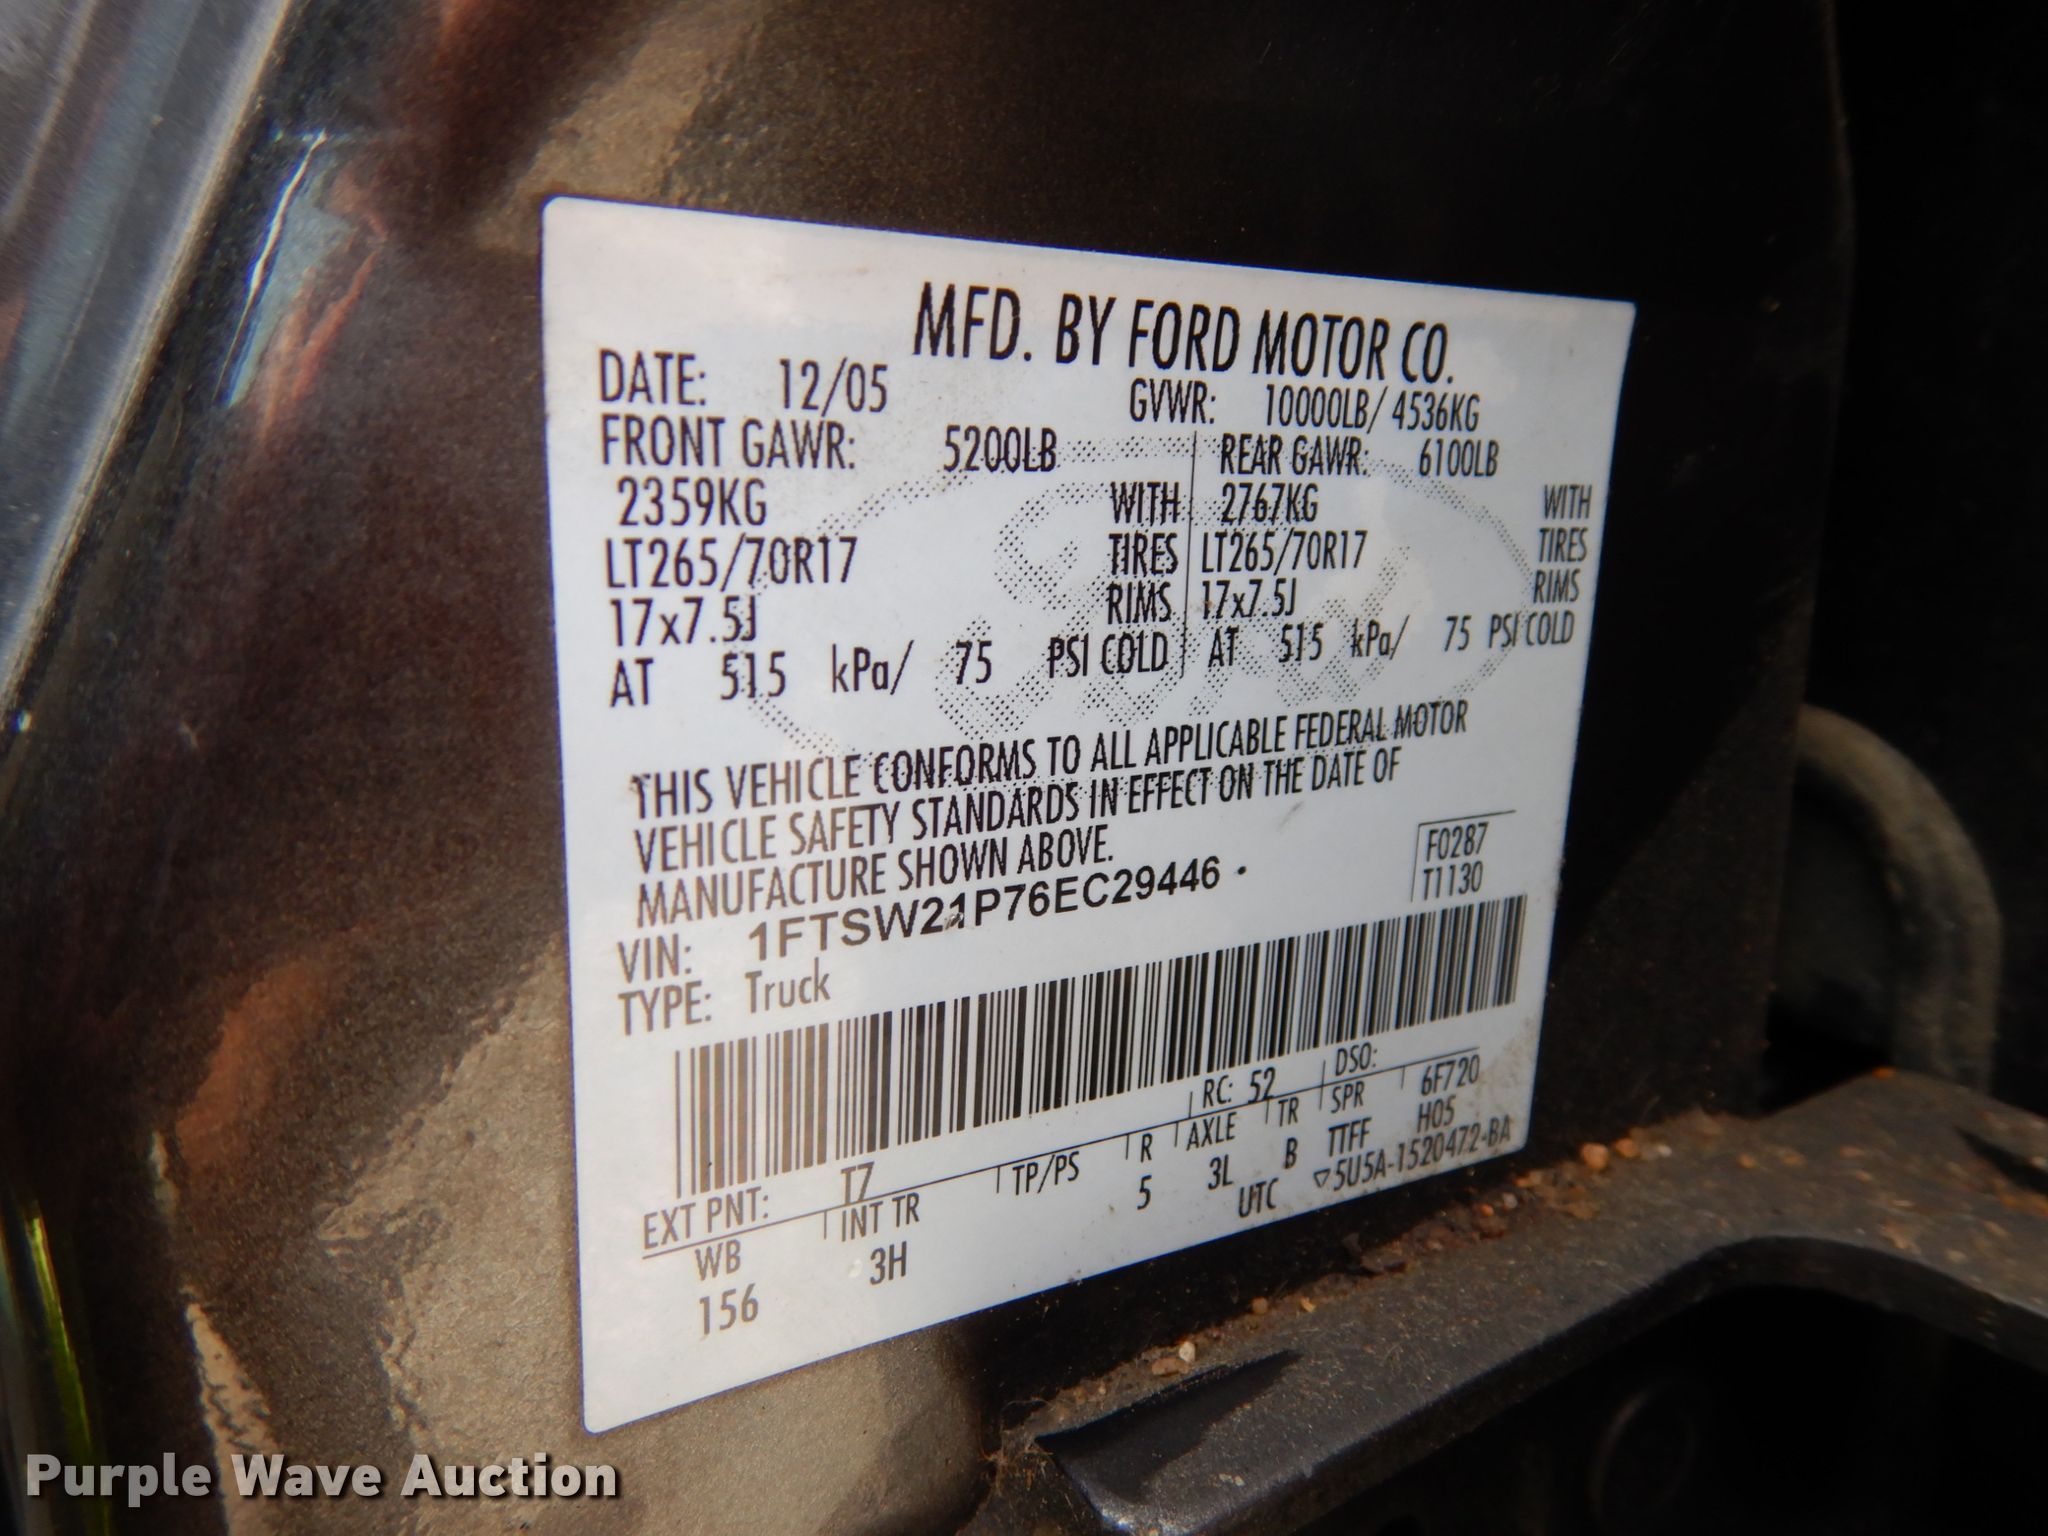 MFD. BY FORD MOTOR CO.
DATE: 12/05 GVWR: 10000LB/ 4536KG
FRONT GAWR: 5200LB REAR GAWR: 6100LB
2359KG WITH 2767KG WITH
LT265/70R17 TIRES LT265/70R17 TIRES
17x7.5J RIMS 17x7.5J RIMS
AT 515 kPa/ 75 PSI COLD AT 515 kPa/ 75 PSI COLD
THIS VEHICLE CONFORMS TO ALL APPLICABLE FEDERAL MOTOR
VEHICLE SAFETY STANDARDS IN EFFECT ON THE DATE OF
MANUFACTURE SHOWN ABOVE.
F0287
T1130
VIN: 1FTSW21P76EC29446
TYPE: Truck
EXT PNT: T7 RC: 52 DSO: 6F720
WB INT TR TP/PS R AXLE TR SPR H05
156 3H 5 3L B TTFF
UTC ▽5U5A-1520472-BA
Ford
Purple Wave Auction